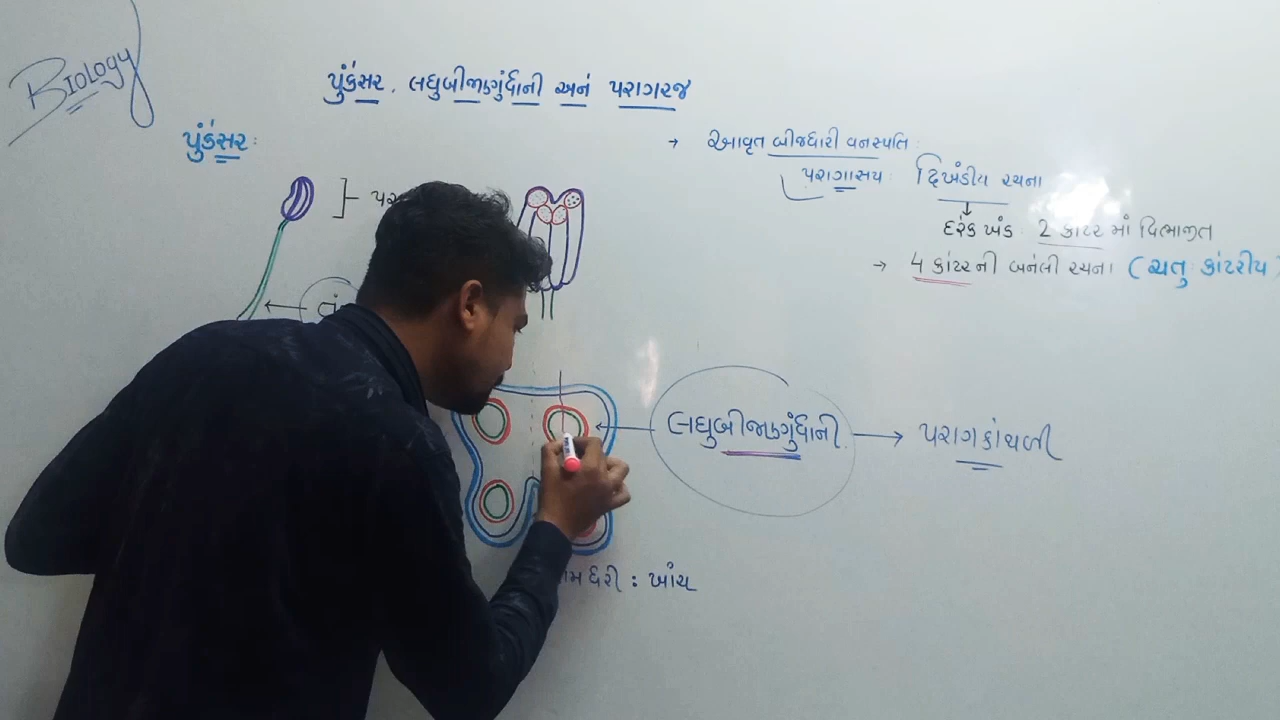 Biology
પુંકેસર, લઘુબીજાણુધાની અને પરાગરજ
પુંકેસર:
→ આવૃત બીજધારી વનસ્પતિ:
પરાગાસય: દ્વિખંડીય રચના
દરેક ખંડ: 2 કોટર માં વિભાજીત
→ 4 કોટરની બનેલી રચના (ચતુ કોટરીય)
લઘુબીજાણુધાની → પરાગકોથળી
: ખાંચ